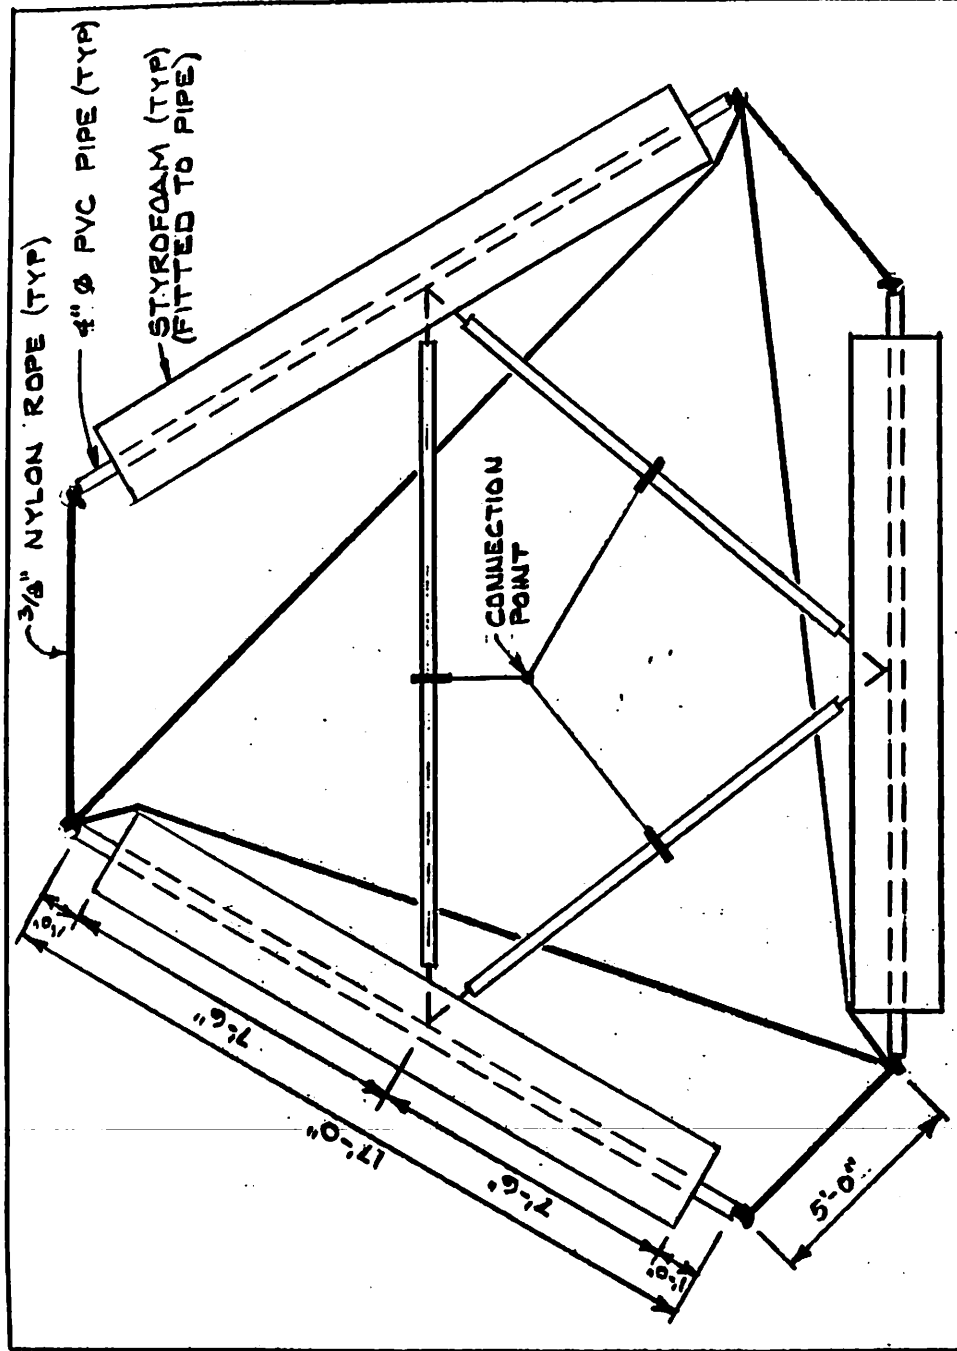 3/8" NYLON ROPE (TYP)
4" Ø PVC PIPE (TYP)
STYROFOAM (TYP)
(FITTED TO PIPE)
CONNECTION
POINT
1'-0"
7'-6"
17'-0"
7'-6"
1'-0"
5'-0"